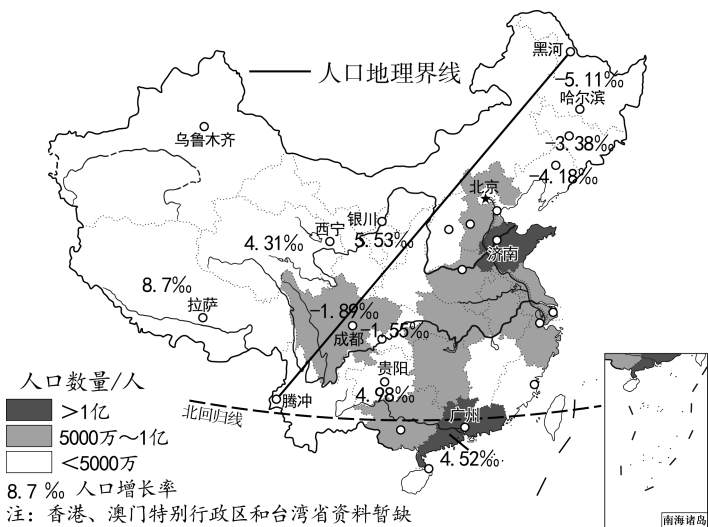 黑河
人口地理界线
-5.11‰
哈尔滨
乌鲁木齐
-3.38‰
-4.18‰
北京
银川
西宁
4.31‰
5.53‰
济南
8.7‰
拉萨
-1.89‰
-1.55‰
成都
贵阳
4.98‰
人口数量/人
腾冲
北回归线
广州
>1亿
5000万～1亿
<5000万
4.52‰
8.7 ‰ 人口增长率
南海诸岛
注：香港、澳门特别行政区和台湾省资料暂缺